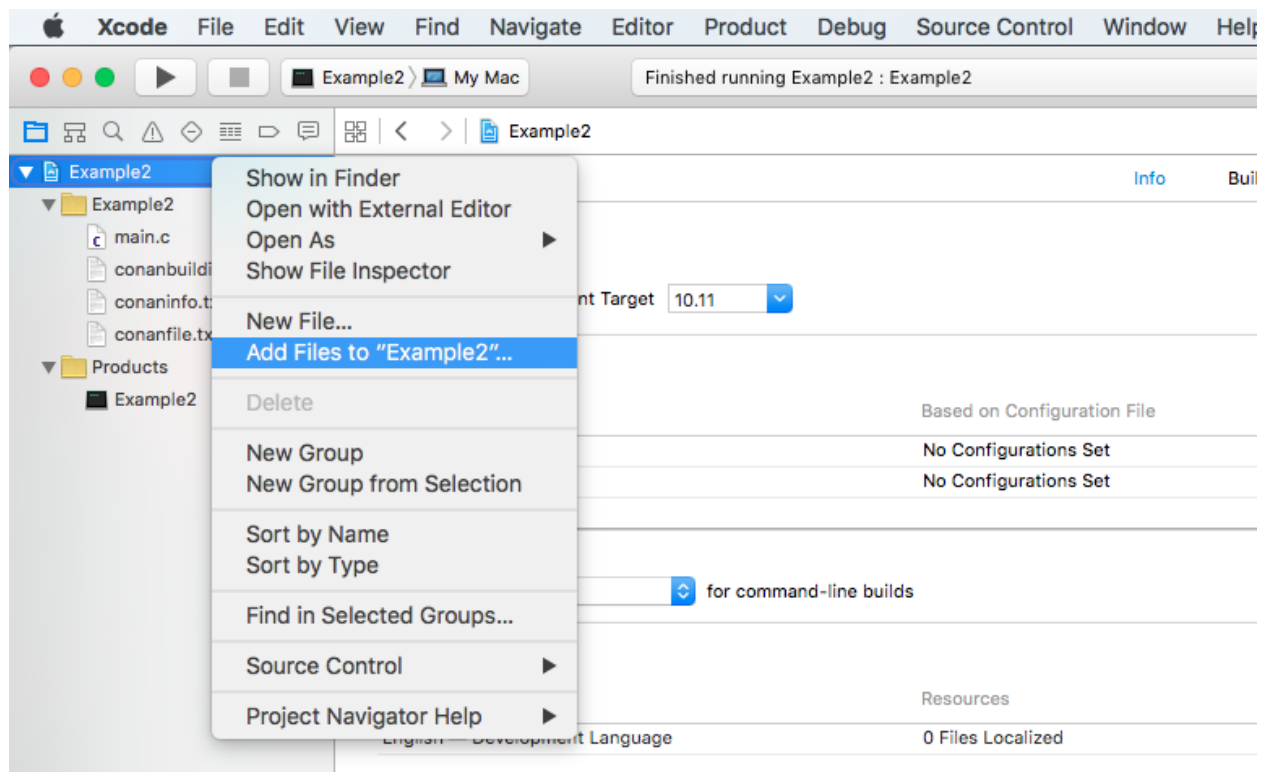 Xcode File Edit View Find Navigate Editor Product Debug Source Control Window Help
Example2 My Mac Finished running Example2 : Example2
Example2
Example2
Example2
main.c
conanbuildi
conaninfo.t
conanfile.tx
Products
Example2
Show in Finder
Open with External Editor
Open As
Show File Inspector
New File...
Add Files to “Example2”...
Delete
New Group
New Group from Selection
Sort by Name
Sort by Type
Find in Selected Groups...
Source Control
Project Navigator Help
Info Buil
nt Target 10.11
Based on Configuration File
No Configurations Set
No Configurations Set
for command-line builds
Resources
English — Development Language 0 Files Localized